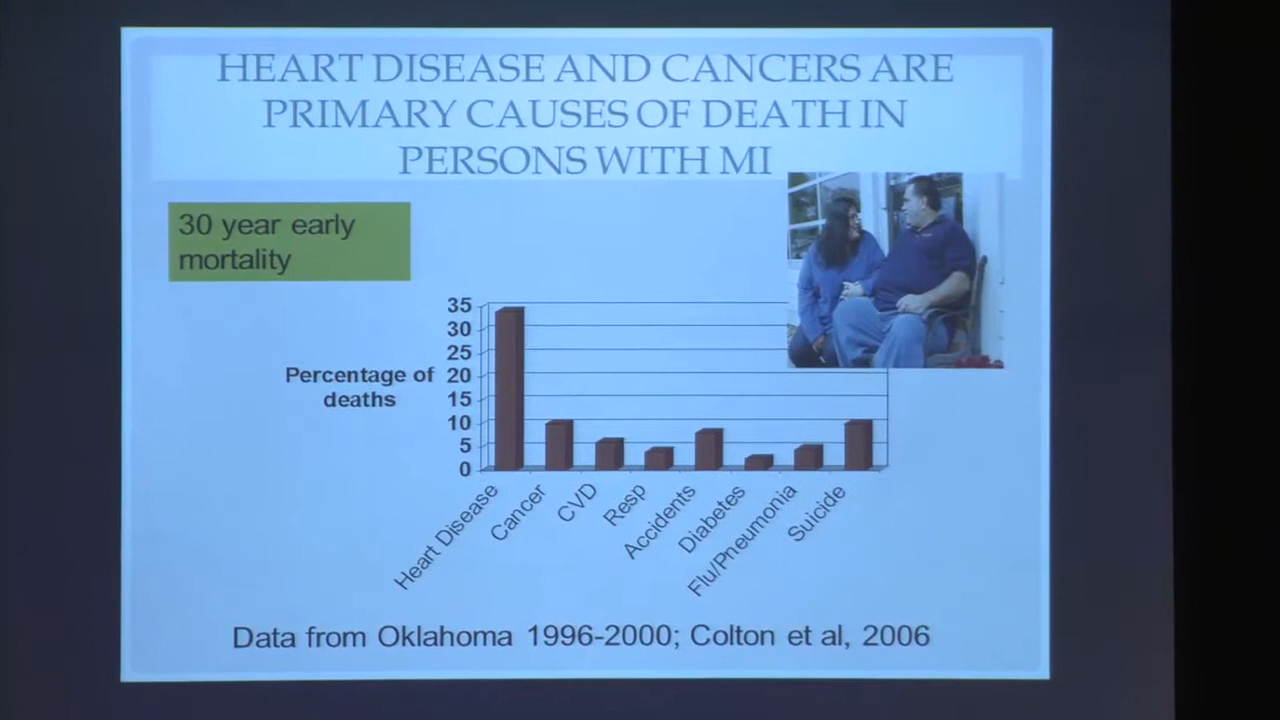 HEART DISEASE AND CANCERS ARE
PRIMARY CAUSES OF DEATH IN
PERSONS WITH MI
30 year early
mortality
35
30
25
20
15
10
5
0
Percentage of
deaths
Heart Disease
Cancer
CVD
Resp
Accidents
Diabetes
Flu/Pneumonia
Suicide
Data from Oklahoma 1996-2000; Colton et al, 2006